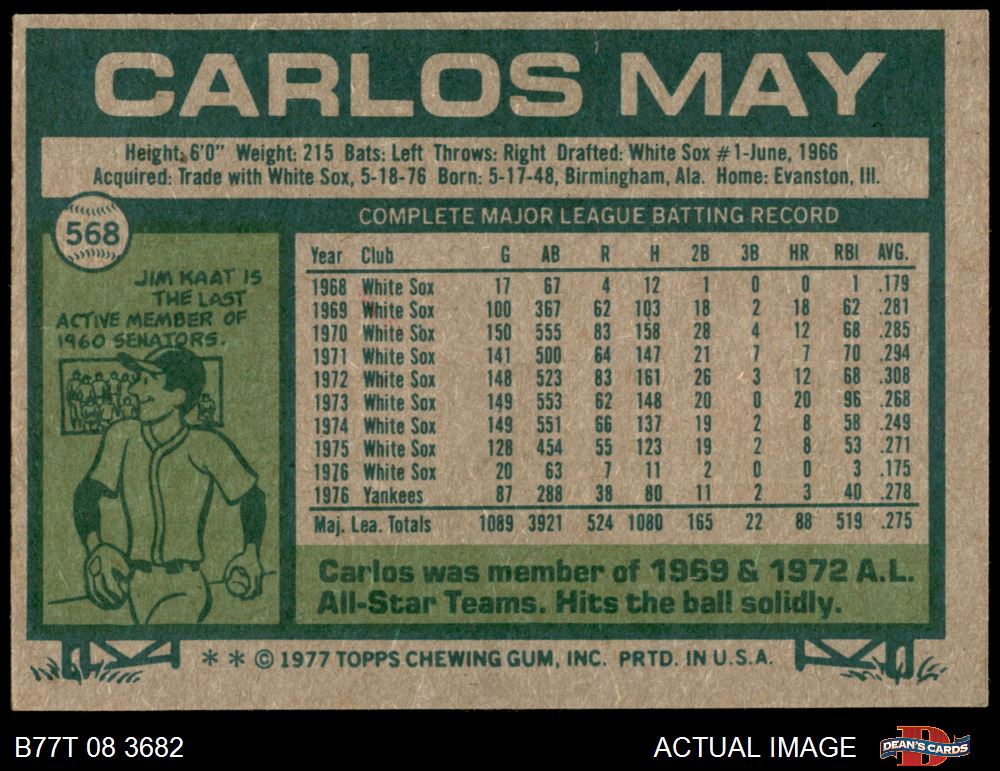 CARLOS MAY
Height: 6'0" Weight: 215 Bats: Left Throws: Right Drafted: White Sox #1-June, 1966
Acquired: Trade with White Sox, 5-18-76 Born: 5-17-48, Birmingham, Ala. Home: Evanston, Ill.
568
JIM KAAT IS
THE LAST
ACTIVE MEMBER OF
1960 SENATORS.
COMPLETE MAJOR LEAGUE BATTING RECORD
Year Club G AB R H 2B 3B HR RBI AVG.
1968 White Sox 17 67 4 12 1 0 0 1 .179
1969 White Sox 100 367 62 103 18 2 18 62 .281
1970 White Sox 150 555 83 158 28 4 12 68 .285
1971 White Sox 141 500 64 147 21 7 7 70 .294
1972 White Sox 148 523 83 161 26 3 12 68 .308
1973 White Sox 149 553 62 148 20 0 20 96 .268
1974 White Sox 149 551 66 137 19 2 8 58 .249
1975 White Sox 128 454 55 123 19 2 8 53 .271
1976 White Sox 20 63 7 11 2 0 0 3 .175
1976 Yankees 87 288 38 80 11 2 3 40 .278
Maj. Lea. Totals 1089 3921 524 1080 165 22 88 519 .275
Carlos was member of 1969 & 1972 A.L.
All-Star Teams. Hits the ball solidly.
* * © 1977 TOPPS CHEWING GUM, INC. PRTD. IN U.S.A.
B77T 08 3682
ACTUAL IMAGE
D
DEAN'S CARDS